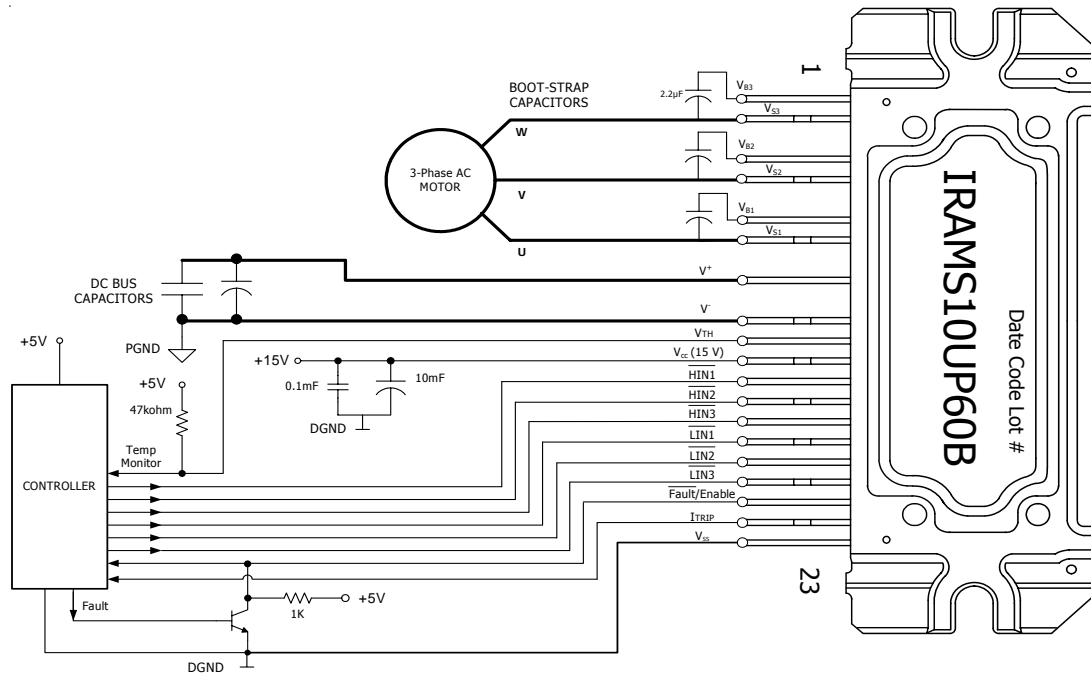 1
BOOT-STRAP
CAPACITORS
2.2µF
VB3
VS3
W
VB2
VS2
3-Phase AC
MOTOR
V
VB1
VS1
U
V+
DC BUS
CAPACITORS
V-
PGND
VTH
+5V
+15V
Vcc (15 V)
0.1mF
10mF
DGND
+5V
47kohm
HIN1
HIN2
HIN3
LIN1
LIN2
LIN3
Temp
Monitor
CONTROLLER
Fault/Enable
ITRIP
Vss
Fault
1K
+5V
DGND
23
IRAMS10UP60B
Date Code Lot #